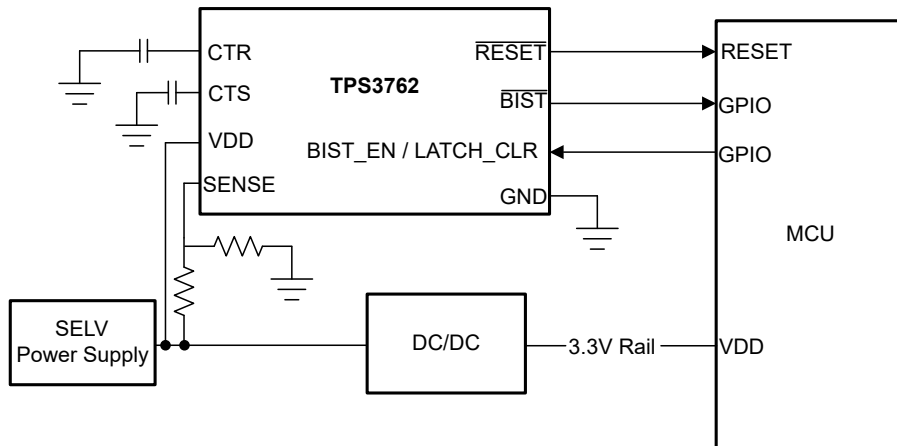 CTR
CTS
VDD
SENSE
TPS3762
RESET
BIST
BIST_EN / LATCH_CLR
GND
RESET
GPIO
GPIO
MCU
VDD
SELV
Power Supply
DC/DC
3.3V Rail